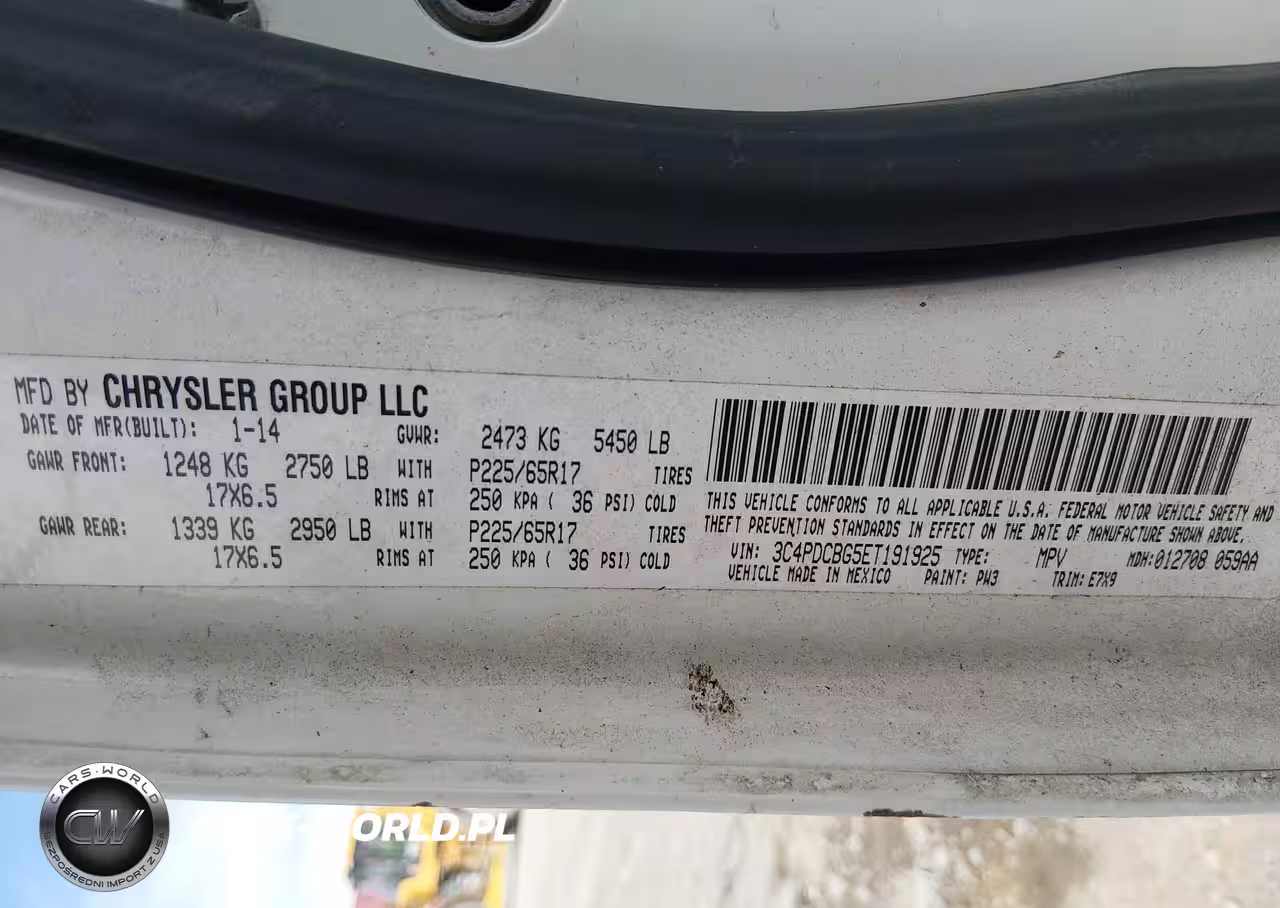 MFD BY CHRYSLER GROUP LLC
DATE OF MFR(BUILT): 1-14 GVWR: 2473 KG 5450 LB
GAWR FRONT: 1248 KG 2750 LB WITH P225/65R17 TIRES
17X6.5 RIMS AT 250 KPA ( 36 PSI) COLD
GAWR REAR: 1339 KG 2950 LB WITH P225/65R17 TIRES
17X6.5 RIMS AT 250 KPA ( 36 PSI) COLD
THIS VEHICLE CONFORMS TO ALL APPLICABLE U.S.A. FEDERAL MOTOR VEHICLE SAFETY AND
THEFT PREVENTION STANDARDS IN EFFECT ON THE DATE OF MANUFACTURE SHOWN ABOVE.
VIN: 3C4PDCBG5ET191925 TYPE: MPV MDH:012708 059AA
VEHICLE MADE IN MEXICO PAINT: PW3 TRIM: E7X9
CARS-WORLD
CW
BEZPOŚREDNI IMPORT Z USA
WORLD.PL